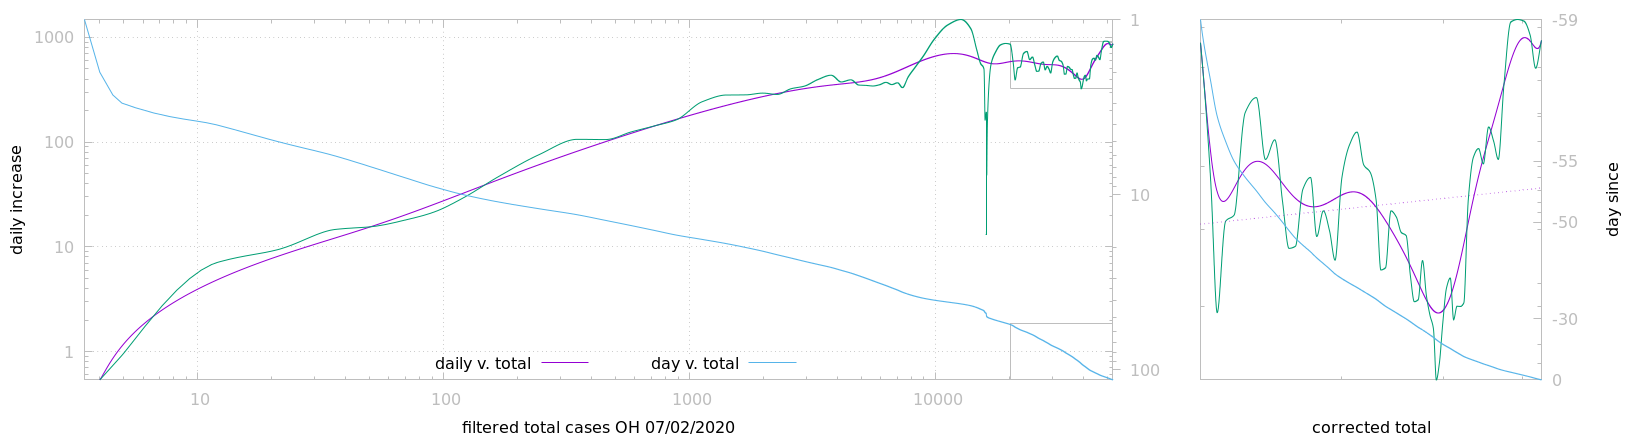 1000
100
10
1
daily increase
10
100
1000
10000
filtered total cases OH 07/02/2020
daily v. total
day v. total
1
10
100
-59
-55
-50
-30
0
day since
corrected total